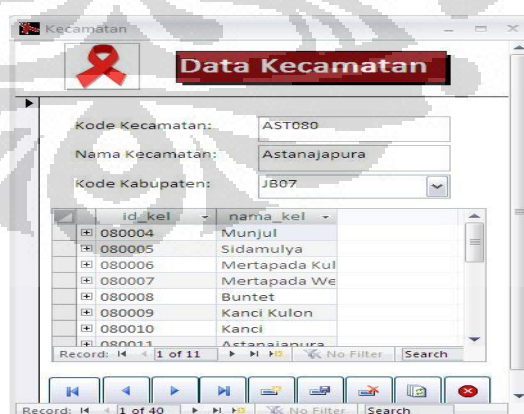 Kecamatan
Data Kecamatan
Kode Kecamatan: AST080
Nama Kecamatan: Astanajapura
Kode Kabupaten: JB07
id_kel nama_kel
080004 Munjul
080005 Sidamulya
080006 Mertapada Kul
080007 Mertapada We
080008 Buntet
080009 Kanci Kulon
080010 Kanci
080011 Astanajapura
Record: 1 of 11 No Filter Search
Record: 1 of 40 No Filter Search